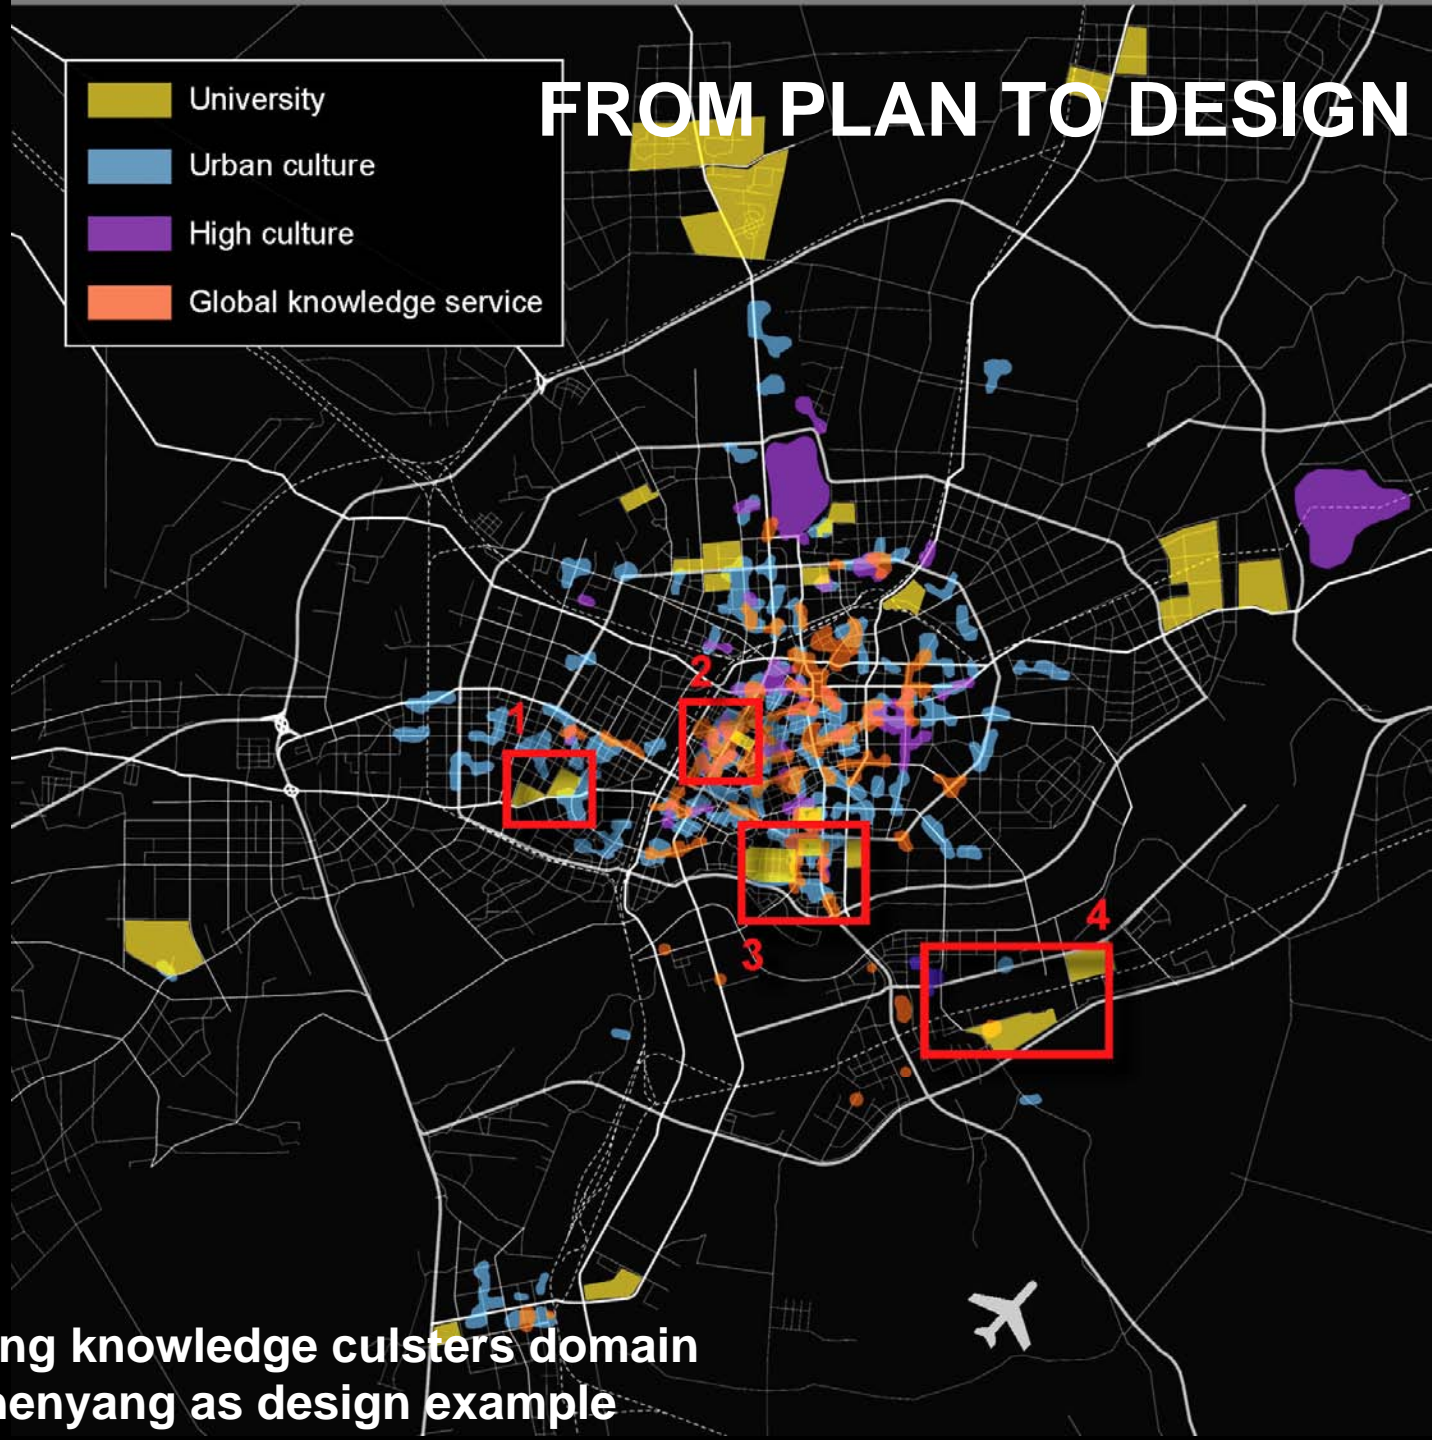 FROM PLAN TO DESIGN
University
Urban culture
High culture
Global knowledge service
1
2
3
4
ng knowledge culsters domain
henyang as design example